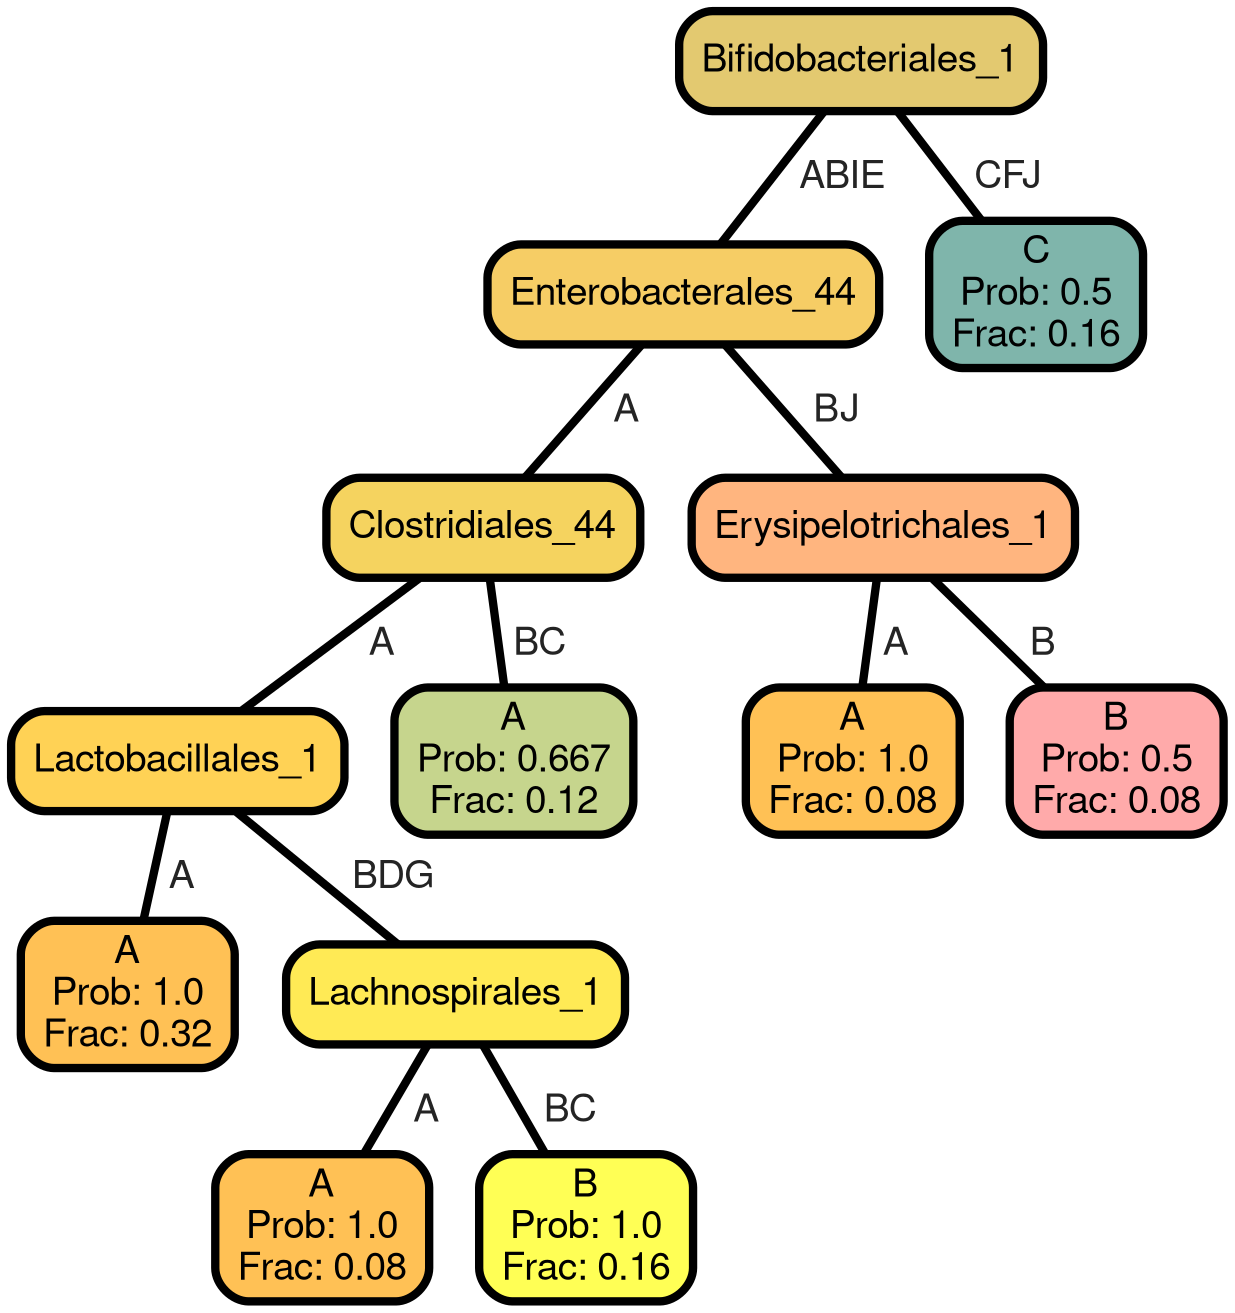 Bifidobacteriales_1
ABIE
CFJ
Enterobacterales_44
C
Prob: 0.5
Frac: 0.16
A
BJ
Clostridiales_44
Erysipelotrichales_1
A
BC
A
B
Lactobacillales_1
A
Prob: 0.667
Frac: 0.12
A
Prob: 1.0
Frac: 0.08
B
Prob: 0.5
Frac: 0.08
A
BDG
A
Prob: 1.0
Frac: 0.32
Lachnospirales_1
A
BC
A
Prob: 1.0
Frac: 0.08
B
Prob: 1.0
Frac: 0.16